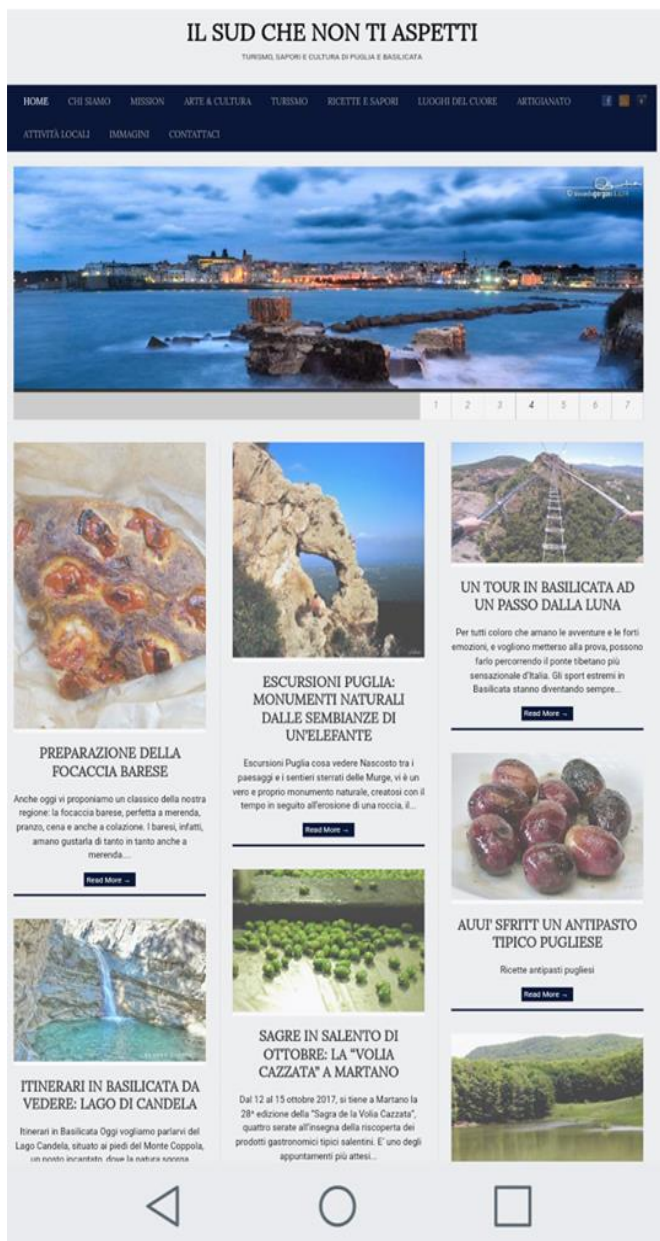 IL SUD CHE NON TI ASPETTI
TURISMO, SAPORI E CULTURA DI PUGLIA E BASILICATA
HOME CHI SIAMO MISSION ARTE & CULTURA TURISMO RICETTE E SAPORI LUOGHI DEL CUORE ARTIGIANATO
ATTIVITÀ LOCALI IMMAGINI CONTATTACI
1 2 3 4 5 6 7
PREPARAZIONE DELLA
FOCACCIA BARESE
Anche oggi vi proponiamo un classico della nostra
regione: la focaccia barese, perfetta a merenda,
pranzo, cena e anche a colazione. I baresi, infatti,
amano gustarla di tanto in tanto anche a
merenda....
Read More →
ITINERARI IN BASILICATA DA
VEDERE: LAGO DI CANDELA
Itinerari in Basilicata Oggi vogliamo parlarvi del
Lago Candela, situato ai piedi del Monte Coppola,
un posto incantato, dove la natura sgorga
ESCURSIONI PUGLIA:
MONUMENTI NATURALI
DALLE SEMBIANZE DI
UN'ELEFANTE
Escursioni Puglia cosa vedere Nascosto tra i
paesaggi e i sentieri sterrati delle Murge, vi è un
vero e proprio monumento naturale, creatosi con il
tempo in seguito all'erosione di una roccia, il...
Read More →
SAGRE IN SALENTO DI
OTTOBRE: LA "VOLIA
CAZZATA" A MARTANO
Dal 12 al 15 ottobre 2017, si tiene a Martano la
28ª edizione della "Sagra de la Volia Cazzata",
quattro serate all'insegna della riscoperta dei
prodotti gastronomici tipici salentini. E' uno degli
appuntamenti più attesi...
UN TOUR IN BASILICATA AD
UN PASSO DALLA LUNA
Per tutti coloro che amano le avventure e le forti
emozioni, e vogliono metterso alla prova, possono
farlo percorrendo il ponte tibetano più
sensazionale d'Italia. Gli sport estremi in
Basilicata stanno diventando sempre...
Read More →
AUUI' SFRITT UN ANTIPASTO
TIPICO PUGLIESE
Ricette antipasti pugliesi
Read More →